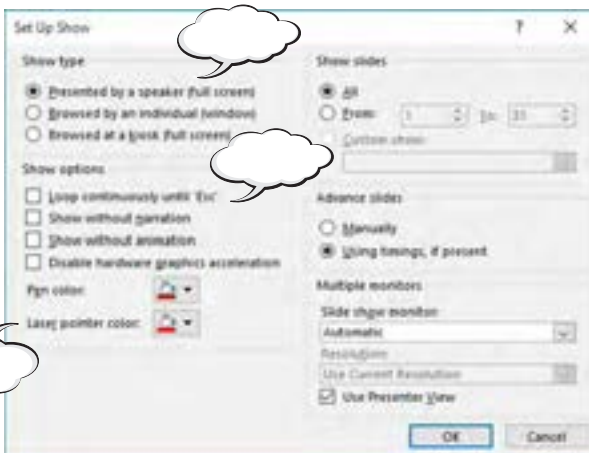 Set Up Show ? ×
Show type
Presented by a speaker (full screen)
Browsed by an individual (window)
Browsed at a kiosk (full screen)
Show options
Loop continuously until 'Esc'
Show without narration
Show without animation
Disable hardware graphics acceleration
Pen color:
Laser pointer color:
Show slides
All
From: 1 To:
Custom show:
Advance slides
Manually
Using timings, if present
Multiple monitors
Slide show monitor:
Automatic
Resolution:
Use Current Resolution
Use Presenter View
OK Cancel